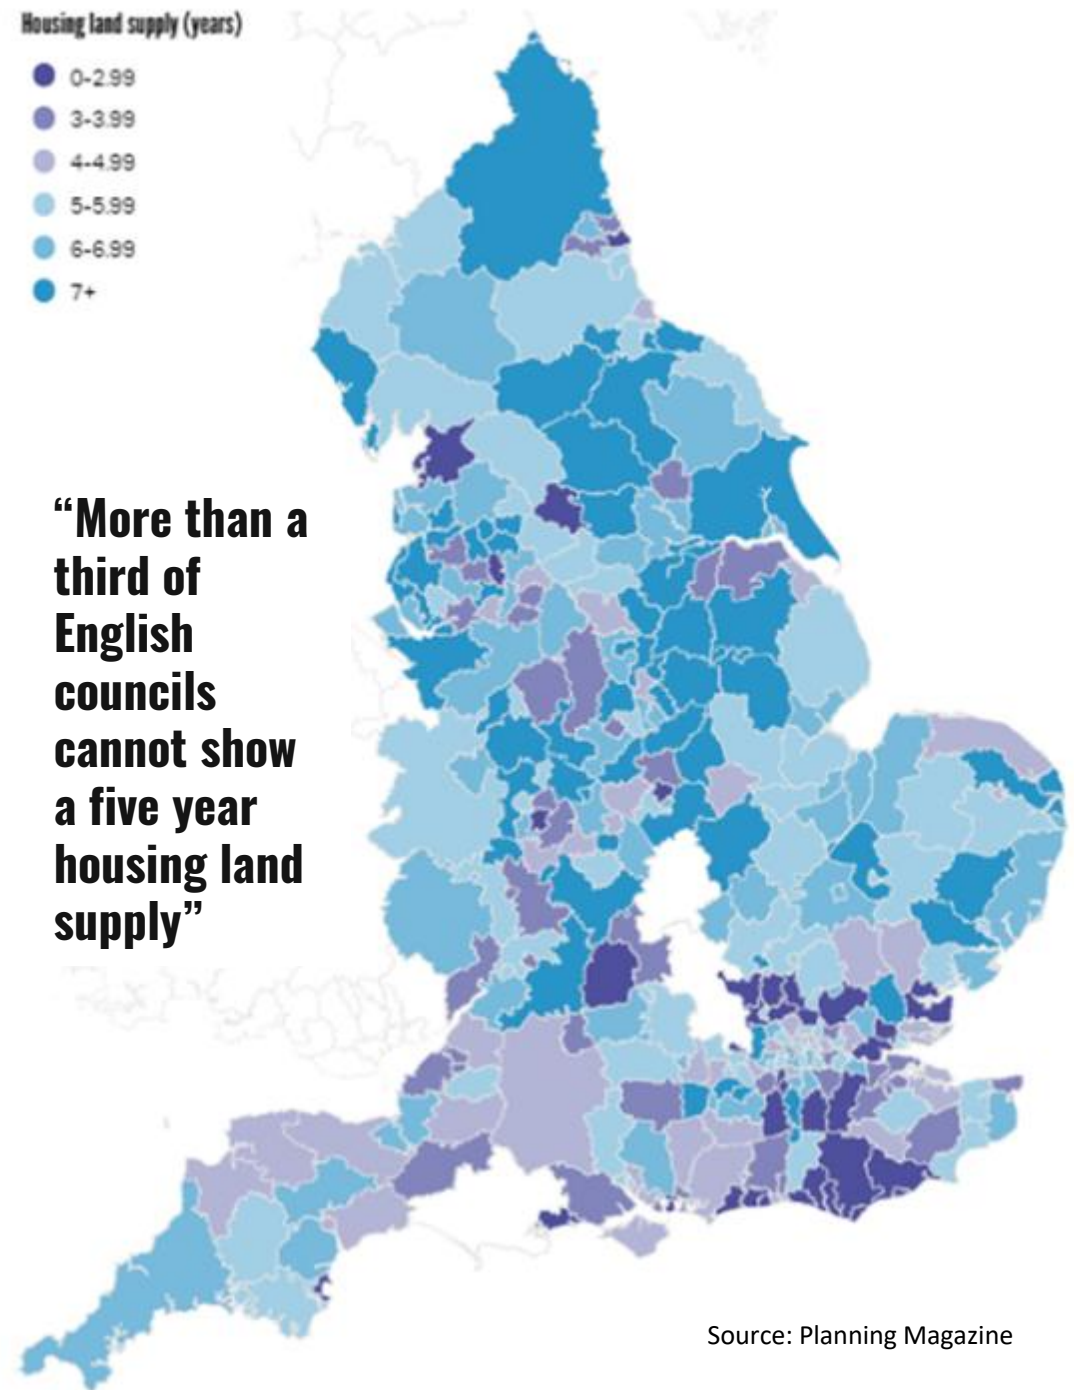 Housing land supply (years)
0-2.99
3-3.99
4-4.99
5-5.99
6-6.99
7+
“More than a
third of
English
councils
cannot show
a five year
housing land
supply”
Source: Planning Magazine